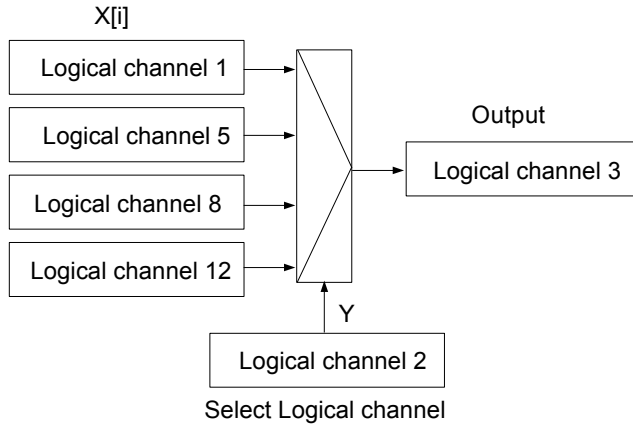 X[i]
Logical channel 1
Logical channel 5
Output
Logical channel 3
Logical channel 8
Logical channel 12
Y
Logical channel 2
Select Logical channel